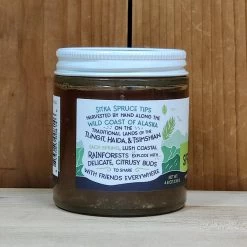 SITKA SPRUCE TIPS
HARVESTED BY HAND ALONG THE
WILD COAST OF ALASKA
ON THE
TRADITIONAL LANDS OF THE
TLINGIT, HAIDA, & TSIMSHIAN.
EACH SPRING, LUSH COASTAL
RAINFORESTS EXPLODE WITH
DELICATE, CITRUSY BUDS
TO SHARE
WITH FRIENDS EVERYWHERE